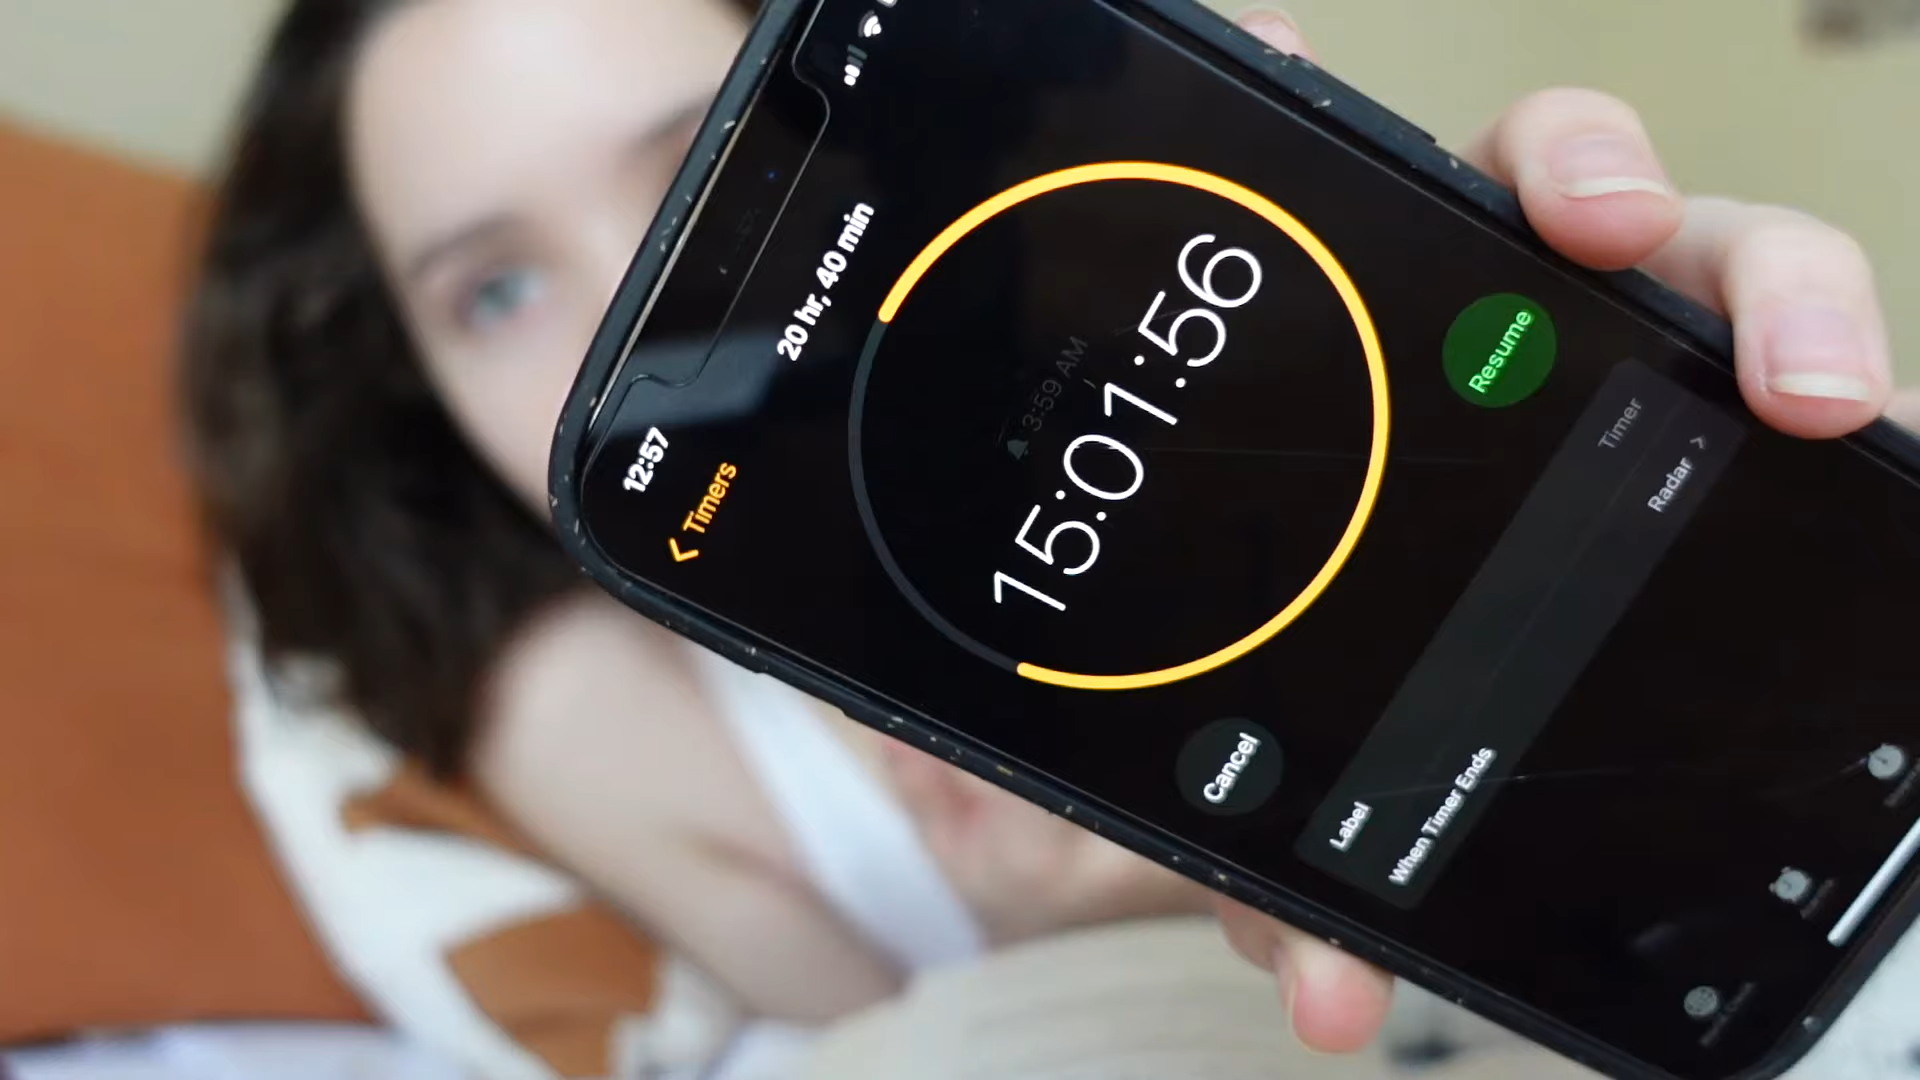 12:57
Timers
20 hr, 40 min
3:59 AM
15:01:56
Cancel
Resume
Label
Timer
When Timer Ends
Radar